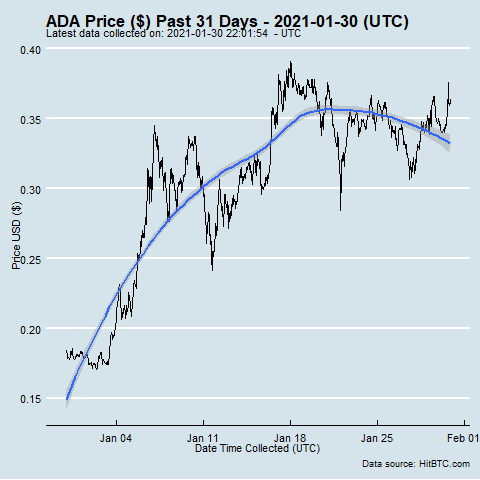 ADA Price ($) Past 31 Days - 2021-01-30 (UTC)
Latest data collected on: 2021-01-30 22:01:54 - UTC
0.40
0.35
0.30
0.25
0.20
0.15
Price USD ($)
Jan 04 Jan 11 Jan 18 Jan 25 Feb 01
Date Time Collected (UTC)
Data source: HitBTC.com